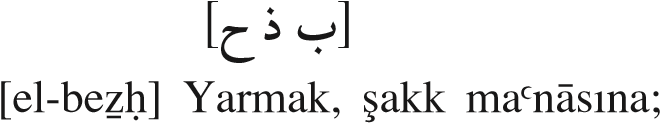 [ب ذ ح]
[el-beẕḥ] Yarmak, şakk maʿnāsına;